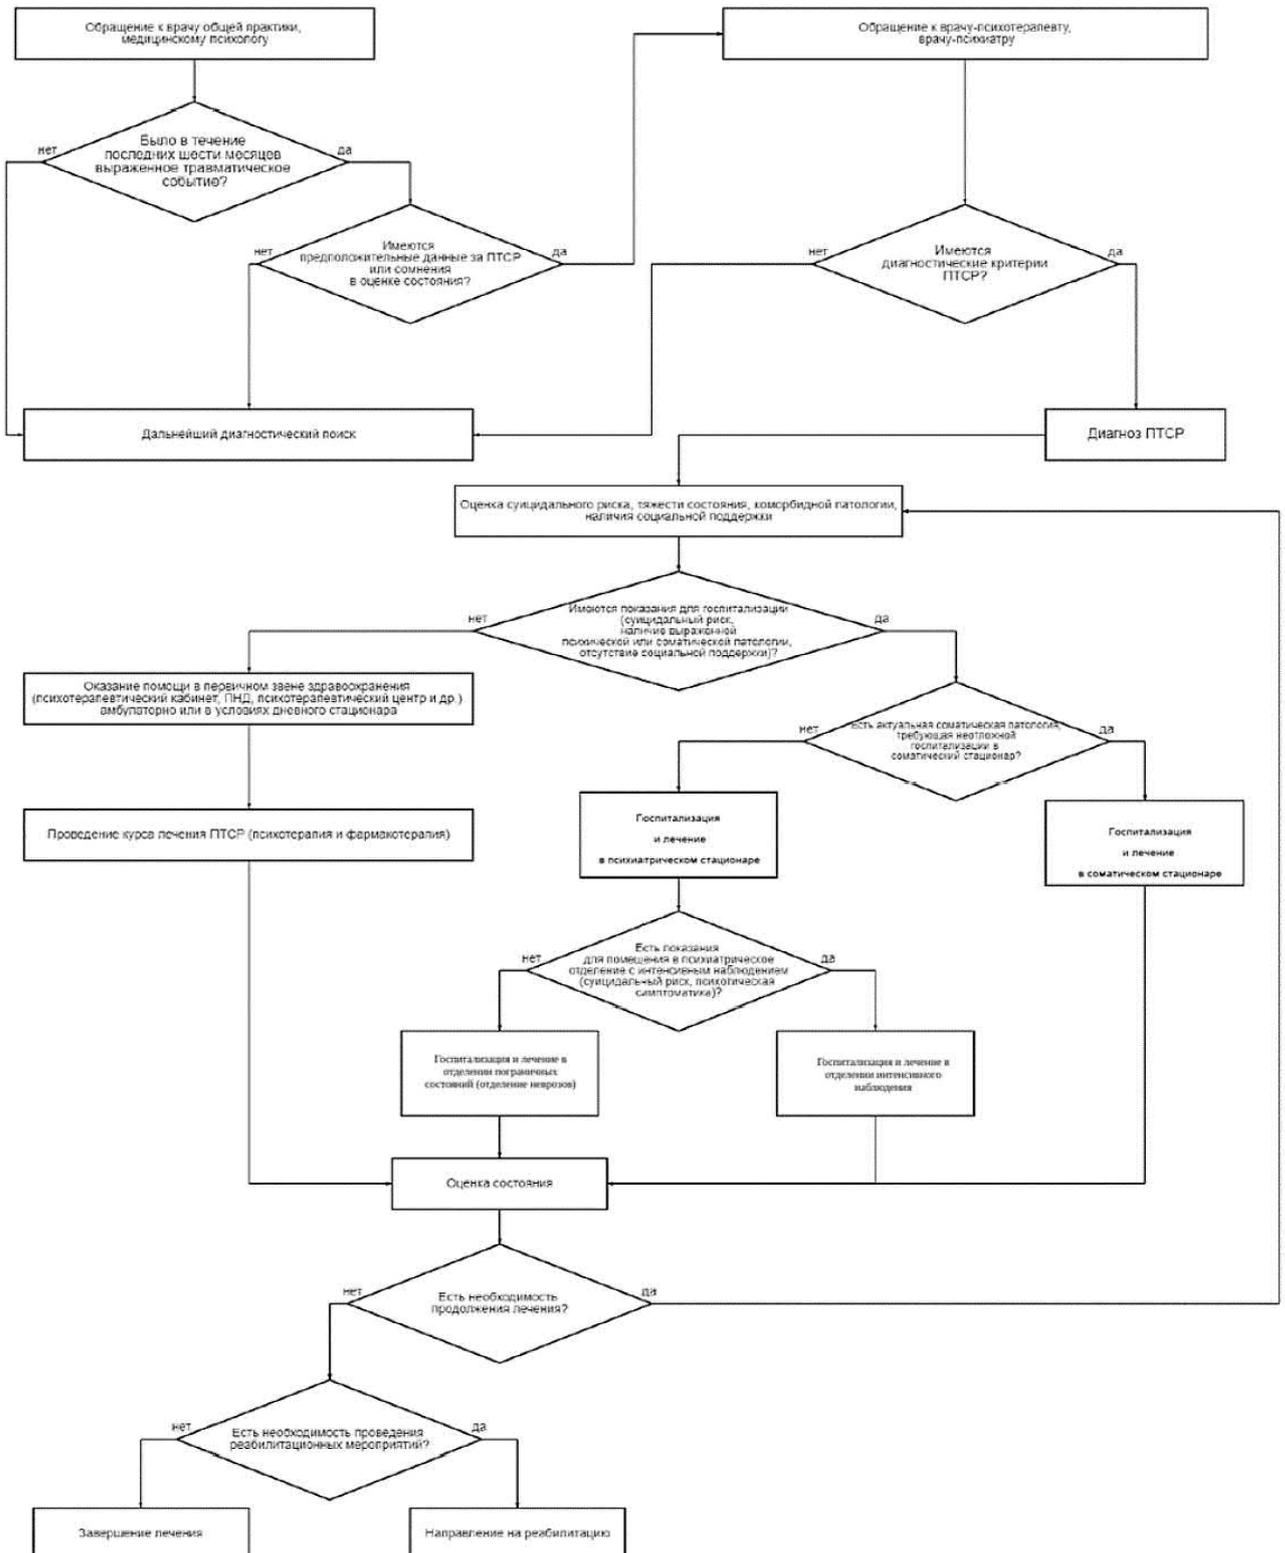 Обращение к врачу общей практики,
медицинскому психологу
Обращение к врачу-психотерапевту,
врачу-психиатру
нет
Было в течение
последних шести месяцев
выраженное травматическое
событие?
да
нет
Имеются
предположительные данные за ПТСР
или сомнения
в оценке состояния?
да
нет
Имеются
диагностические критерии
ПТСР?
да
Дальнейший диагностический поиск
Диагноз ПТСР
Оценка суицидального риска, тяжести состояния, коморбидной патологии,
наличия социальной поддержки
нет
Имеются показания для госпитализации
(суицидальный риск,
наличие выраженной
психической или соматической патологии,
отсутствие социальной поддержки)?
да
Оказание помощи в первичном звене здравоохранения
(психотерапевтический кабинет, ПНД, психотерапевтический центр и др.)
амбулаторно или в условиях дневного стационара
нет
Есть актуальная соматическая патология,
требующая неотложной
госпитализации в
соматический стационар?
да
Проведение курса лечения ПТСР (психотерапия и фармакотерапия)
Госпитализация
и лечение
в психиатрическом стационаре
Госпитализация
и лечение
в соматическом стационаре
нет
Есть показания
для помещения в психиатрическое
отделение с интенсивным наблюдением
(суицидальный риск, психотическая
симптоматика)?
да
Госпитализация и лечение в
отделении пограничных
состояний (отделение неврозов)
Госпитализация и лечение в
отделении интенсивного
наблюдения
Оценка состояния
нет
Есть необходимость
продолжения лечения?
да
нет
Есть необходимость проведения
реабилитационных мероприятий?
да
Завершение лечения
Направление на реабилитацию